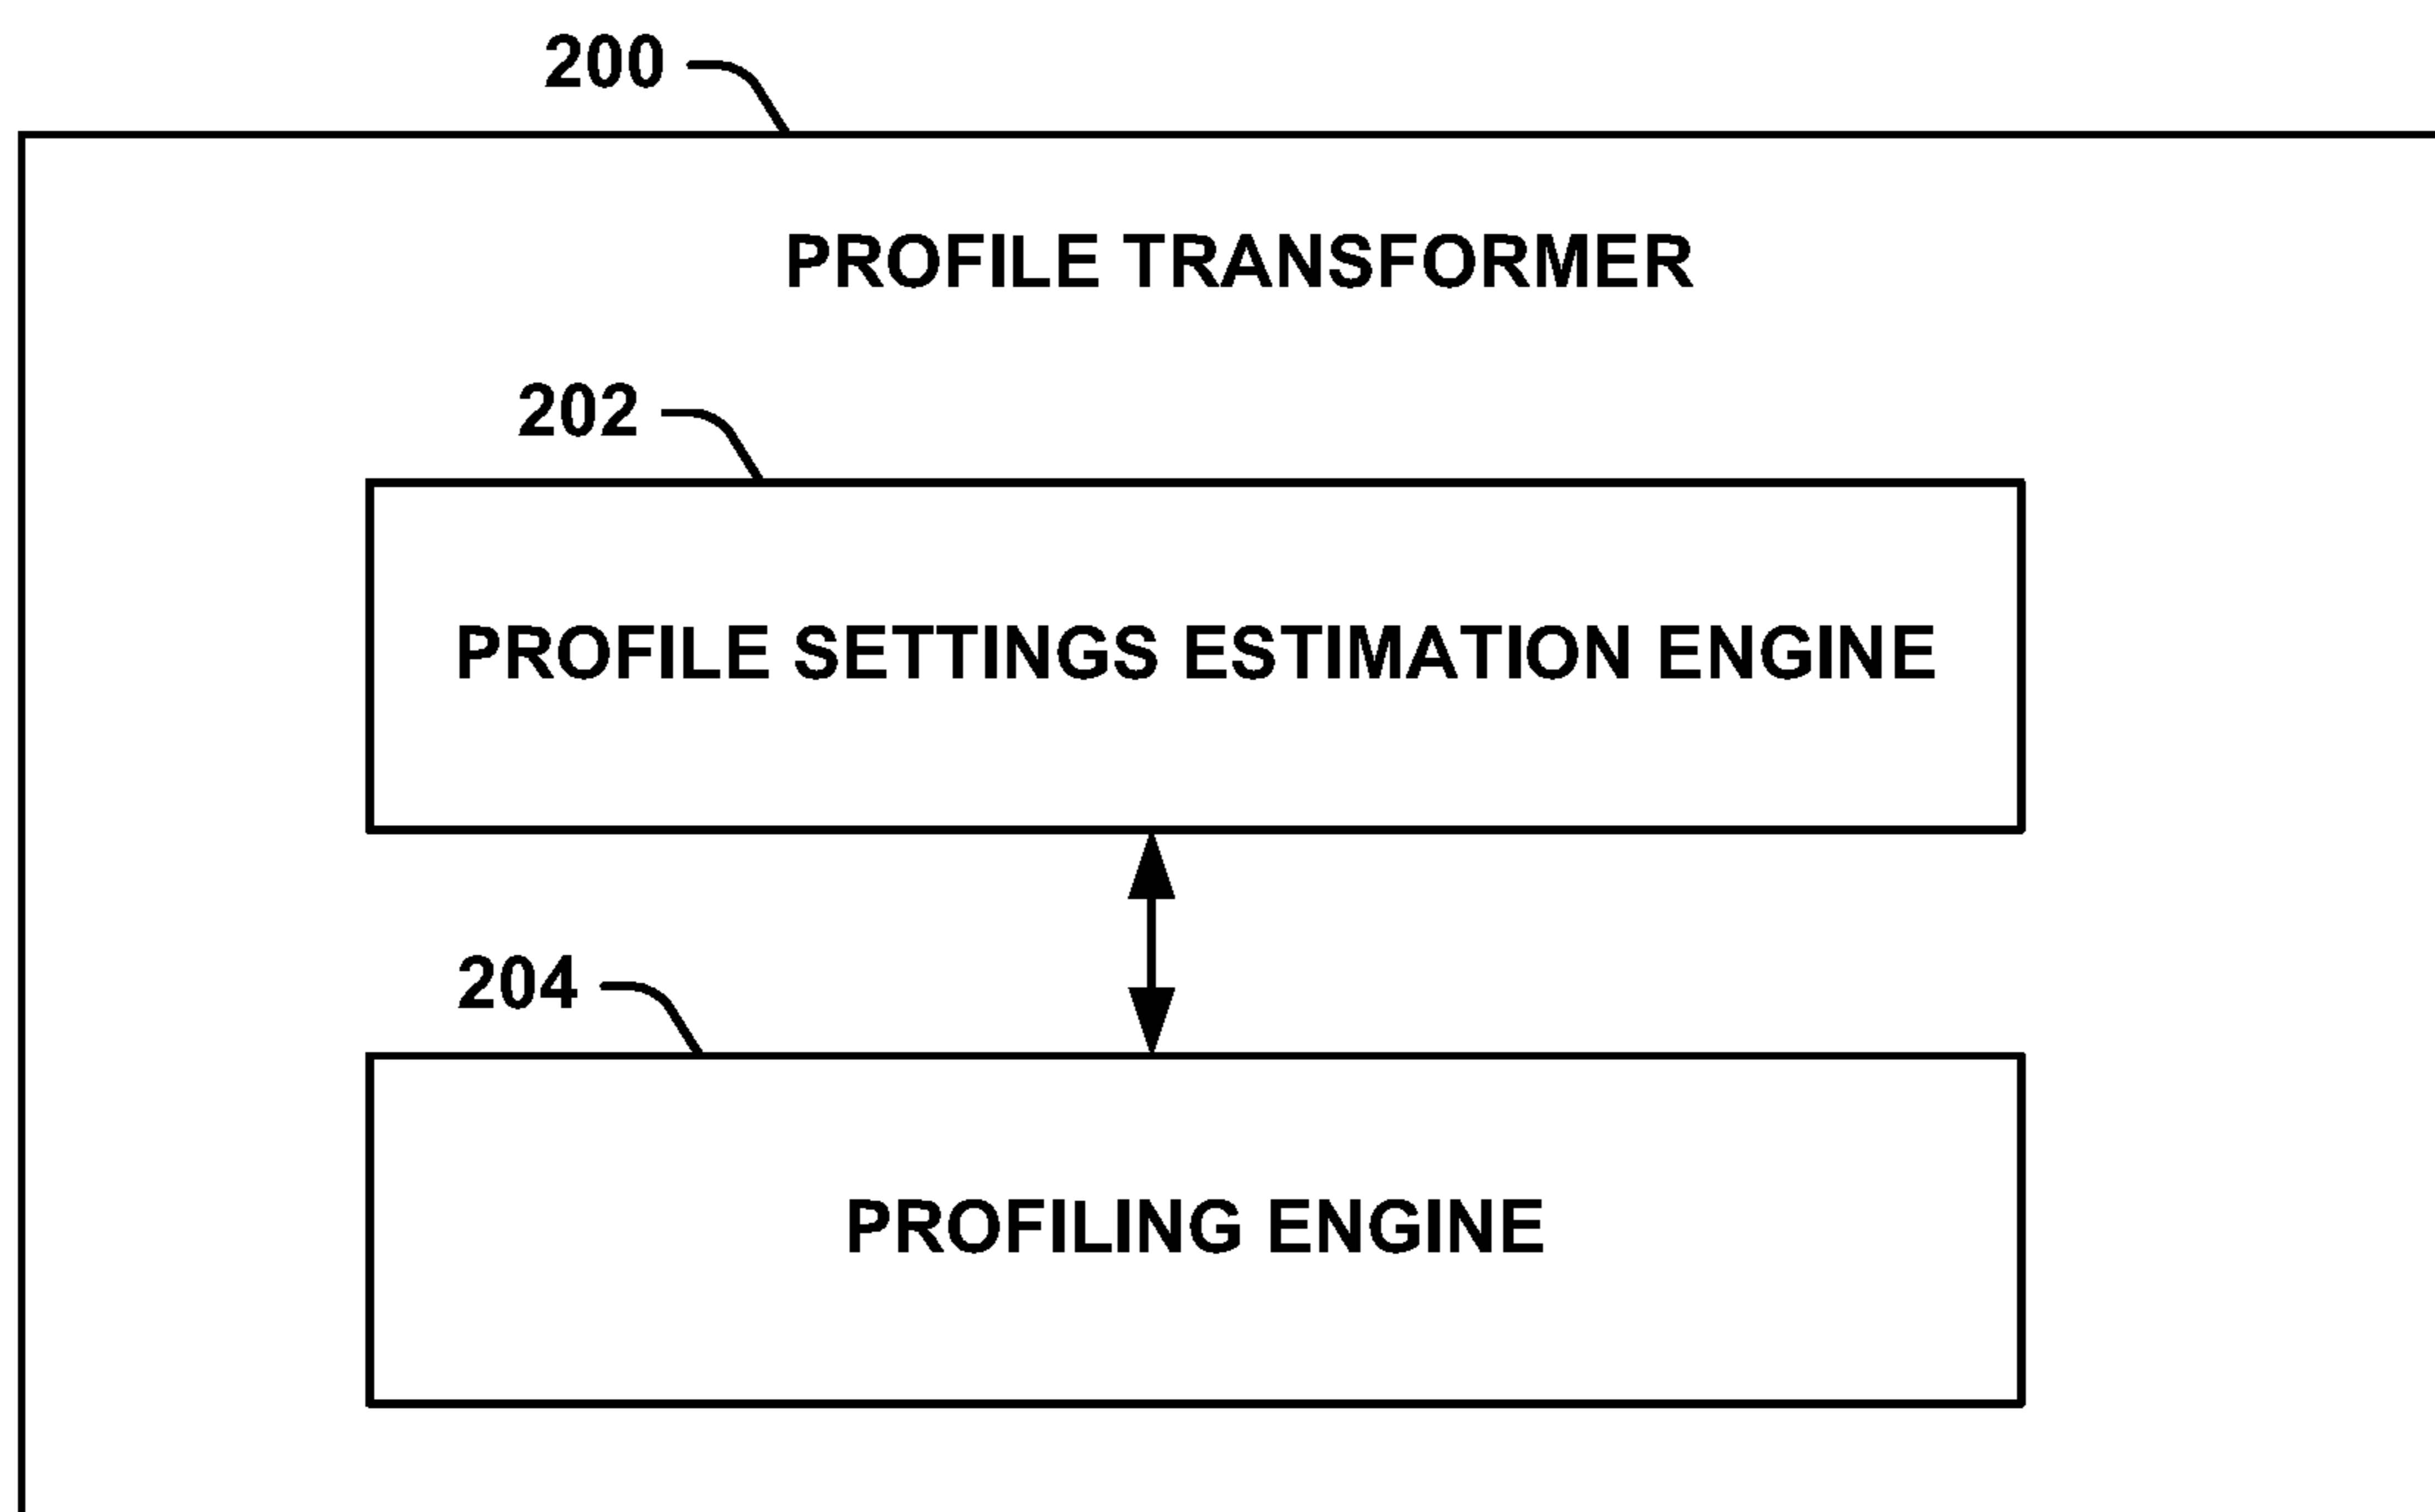 200
PROFILE TRANSFORMER
202
PROFILE SETTINGS ESTIMATION ENGINE
204
PROFILING ENGINE